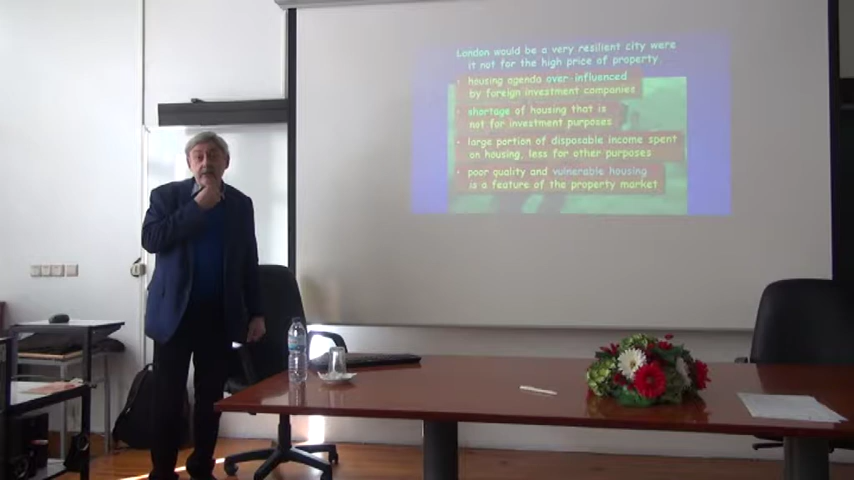 London would be a very resilient city were
it not for the high price of property.
• housing agenda over-influenced
by foreign investment companies
• shortage of housing that is
not for investment purposes
• large portion of disposable income spent
on housing, less for other purposes
• poor quality and vulnerable housing
is a feature of the property market